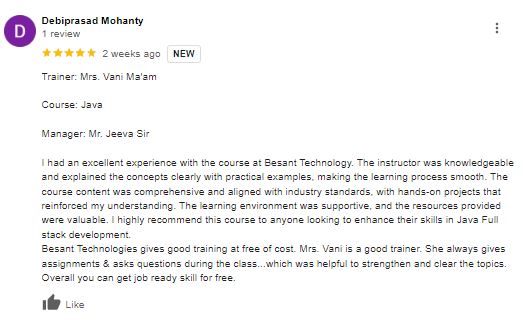 D
Debiprasad Mohanty
1 review
2 weeks ago NEW
Trainer: Mrs. Vani Ma'am
Course: Java
Manager: Mr. Jeeva Sir
I had an excellent experience with the course at Besant Technology. The instructor was knowledgeable
and explained the concepts clearly with practical examples, making the learning process smooth. The
course content was comprehensive and aligned with industry standards, with hands-on projects that
reinforced my understanding. The learning environment was supportive, and the resources provided
were valuable. I highly recommend this course to anyone looking to enhance their skills in Java Full
stack development.
Besant Technologies gives good training at free of cost. Mrs. Vani is a good trainer. She always gives
assignments & asks questions during the class...which was helpful to strengthen and clear the topics.
Overall you can get job ready skill for free.
Like